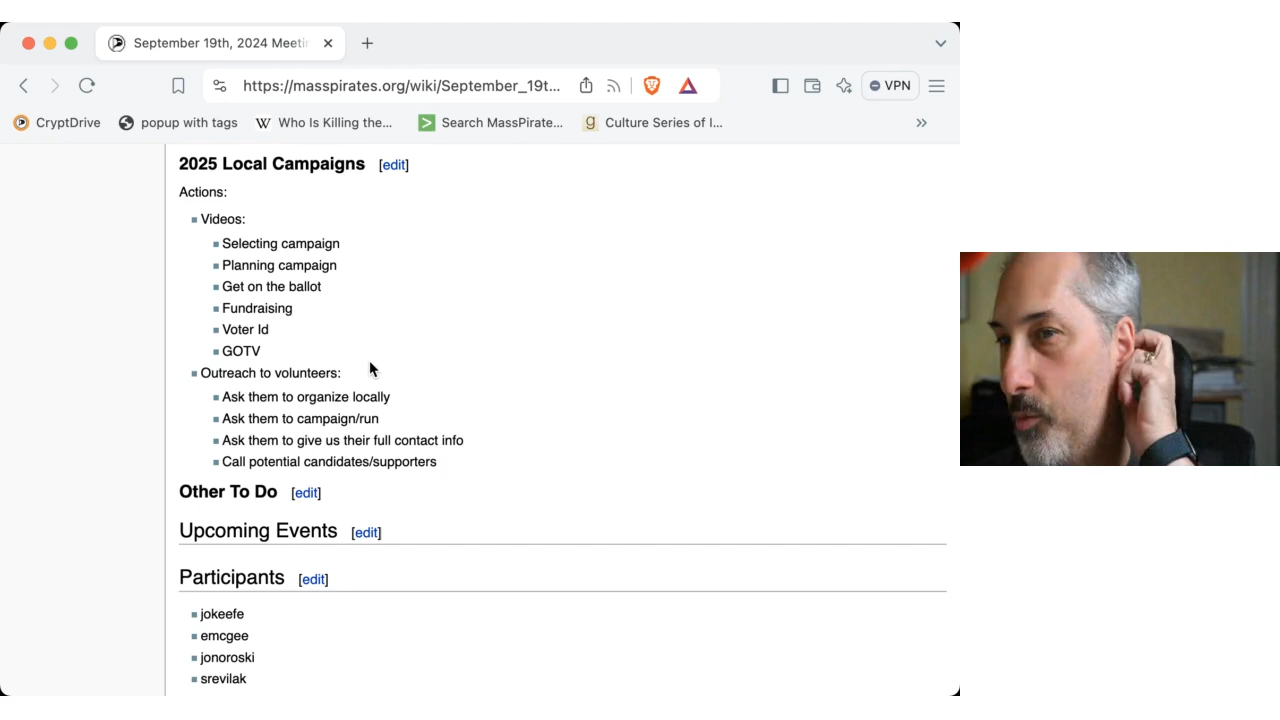 September 19th, 2024 Meeti
https://masspirates.org/wiki/September_19t...
VPN
CryptDrive
popup with tags
W Who Is Killing the...
Search MassPirate...
g Culture Series of I...
2025 Local Campaigns [edit]
Actions:
Videos:
Selecting campaign
Planning campaign
Get on the ballot
Fundraising
Voter Id
GOTV
Outreach to volunteers:
Ask them to organize locally
Ask them to campaign/run
Ask them to give us their full contact info
Call potential candidates/supporters
Other To Do [edit]
Upcoming Events [edit]
Participants [edit]
jokeefe
emcgee
jonoroski
srevilak